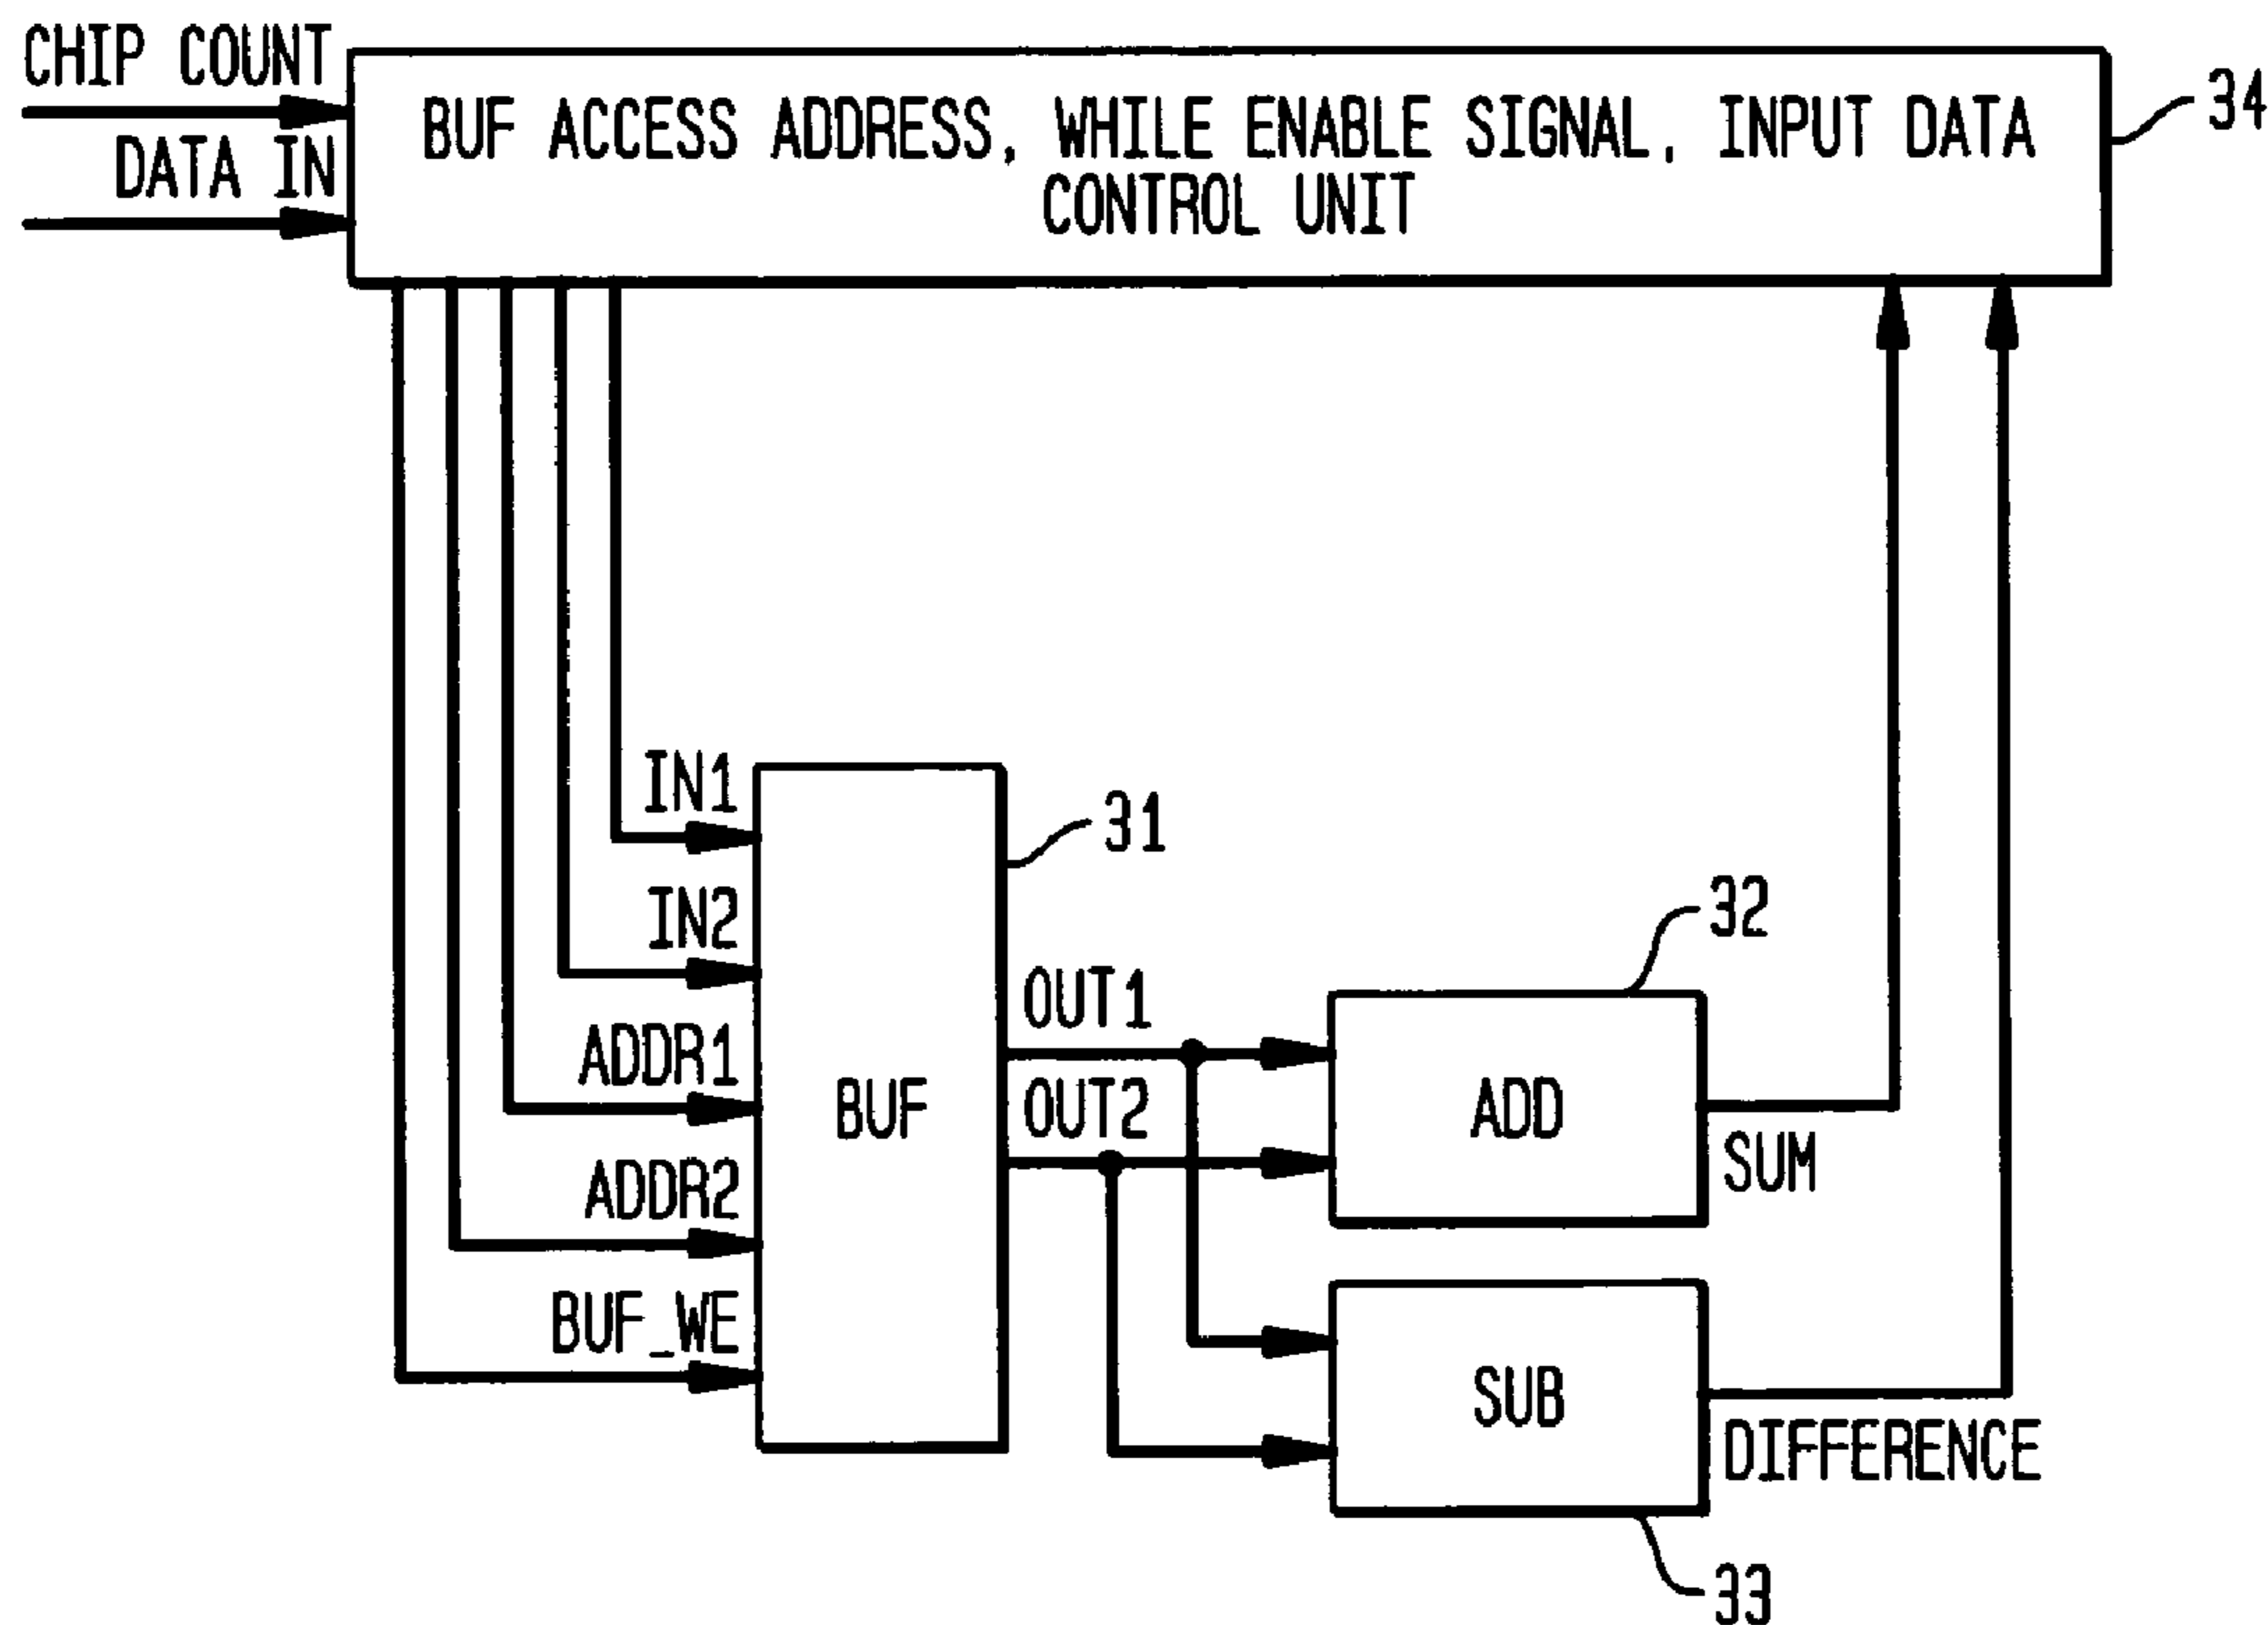 CHIP COUNT
DATA IN
BUF ACCESS ADDRESS, WHILE ENABLE SIGNAL, INPUT DATA
CONTROL UNIT
34
IN1
IN2
ADDR1
ADDR2
BUF_WE
BUF
31
OUT1
OUT2
32
ADD
SUM
SUB
DIFFERENCE
33